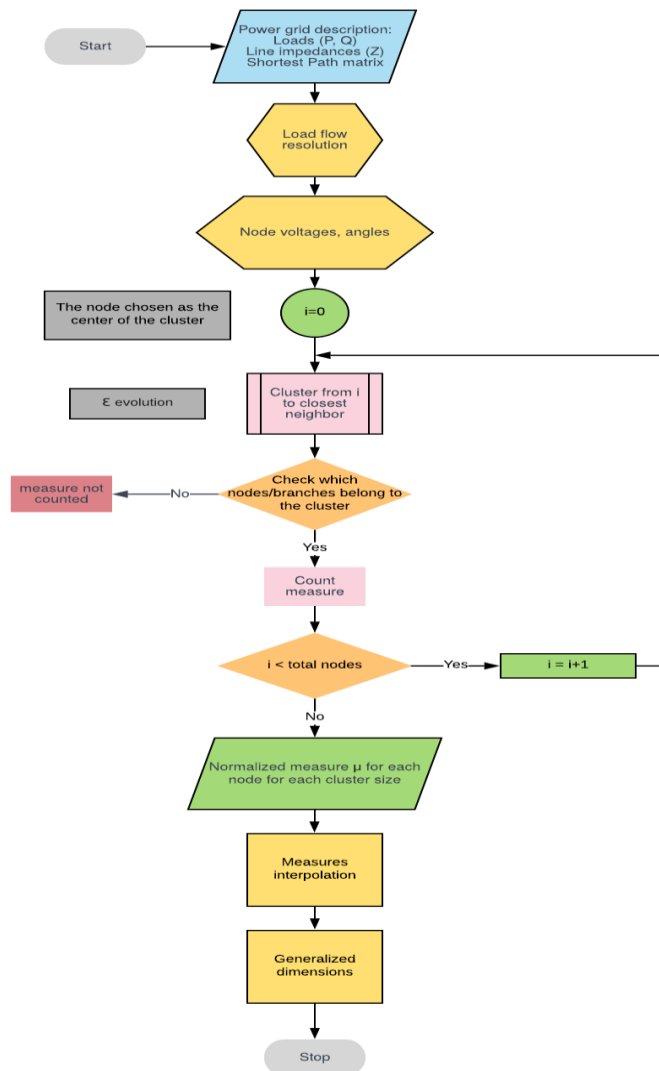 Start
Power grid description:
Loads (P, Q)
Line impedances (Z)
Shortest Path matrix
Load flow
resolution
Node voltages, angles
The node chosen as the
center of the cluster
i=0
Ɛ evolution
Cluster from i
to closest
neighbor
Check which
nodes/branches belong to
the cluster
No
measure not
counted
Yes
Count
measure
i < total nodes
Yes
i = i+1
No
Normalized measure μ for each
node for each cluster size
Measures
interpolation
Generalized
dimensions
Stop